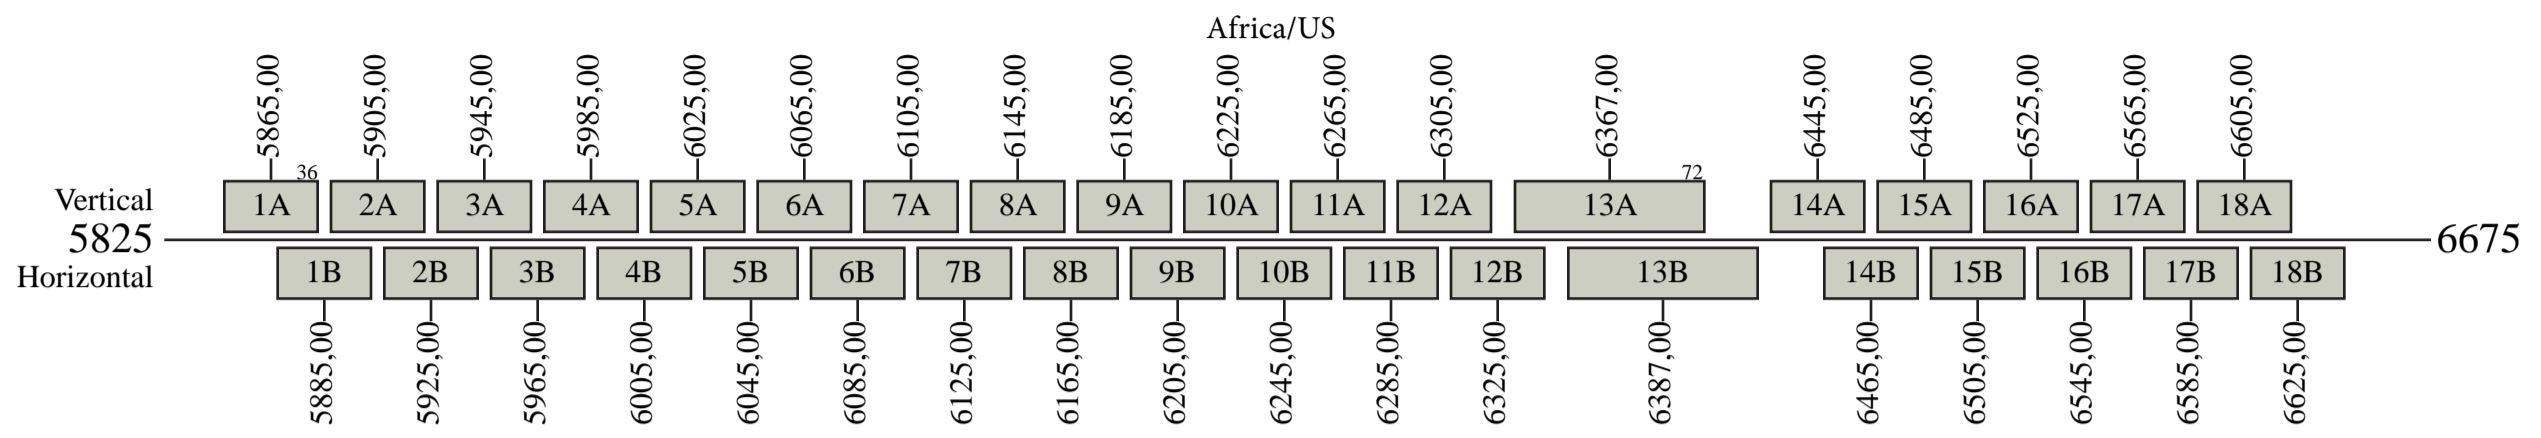 Africa/US
5865,00 5905,00 5945,00 5985,00 6025,00 6065,00 6105,00 6145,00 6185,00 6225,00 6265,00 6305,00 6367,00 6445,00 6485,00 6525,00 6565,00 6605,00
36 72
Vertical 1A 2A 3A 4A 5A 6A 7A 8A 9A 10A 11A 12A 13A 14A 15A 16A 17A 18A
5825 6675
Horizontal 1B 2B 3B 4B 5B 6B 7B 8B 9B 10B 11B 12B 13B 14B 15B 16B 17B 18B
5885,00 5925,00 5965,00 6005,00 6045,00 6085,00 6125,00 6165,00 6205,00 6245,00 6285,00 6325,00 6387,00 6465,00 6505,00 6545,00 6585,00 6625,00